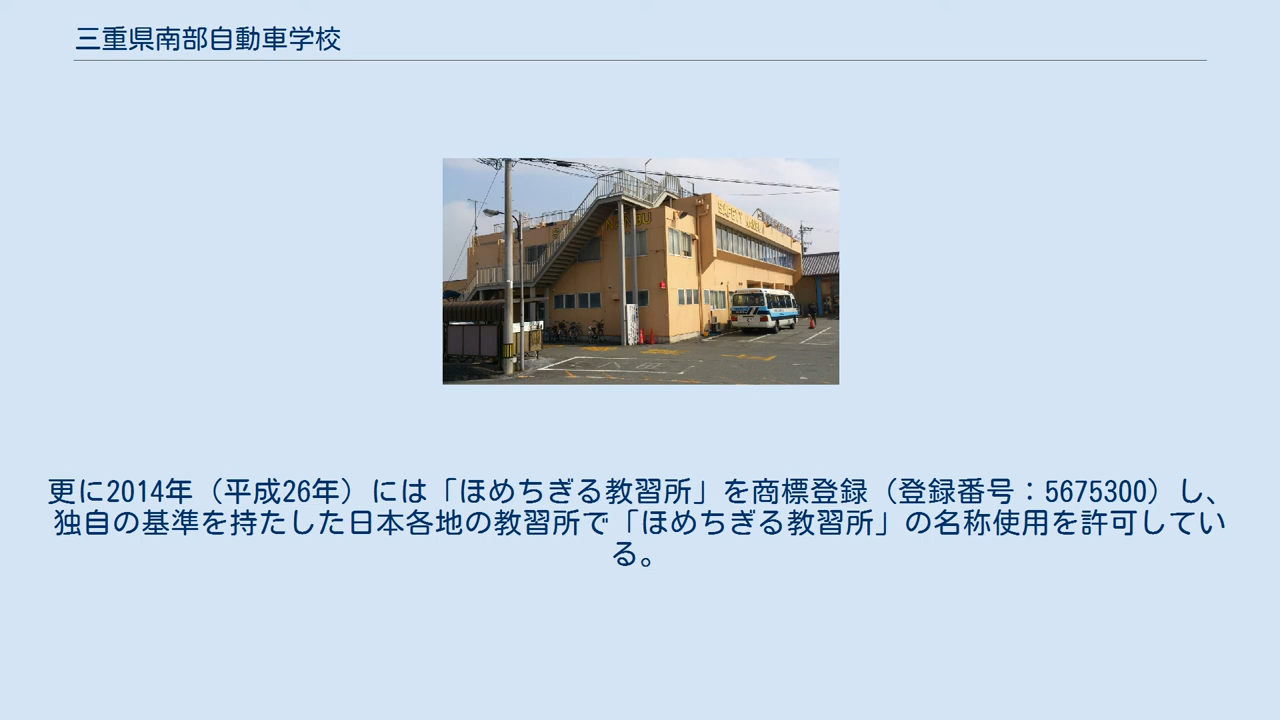 三重県南部自動車学校
更に2014年（平成26年）には「ほめちぎる教習所」を商標登録（登録番号：5675300）し、
独自の基準を持たした日本各地の教習所で「ほめちぎる教習所」の名称使用を許可してい
る。